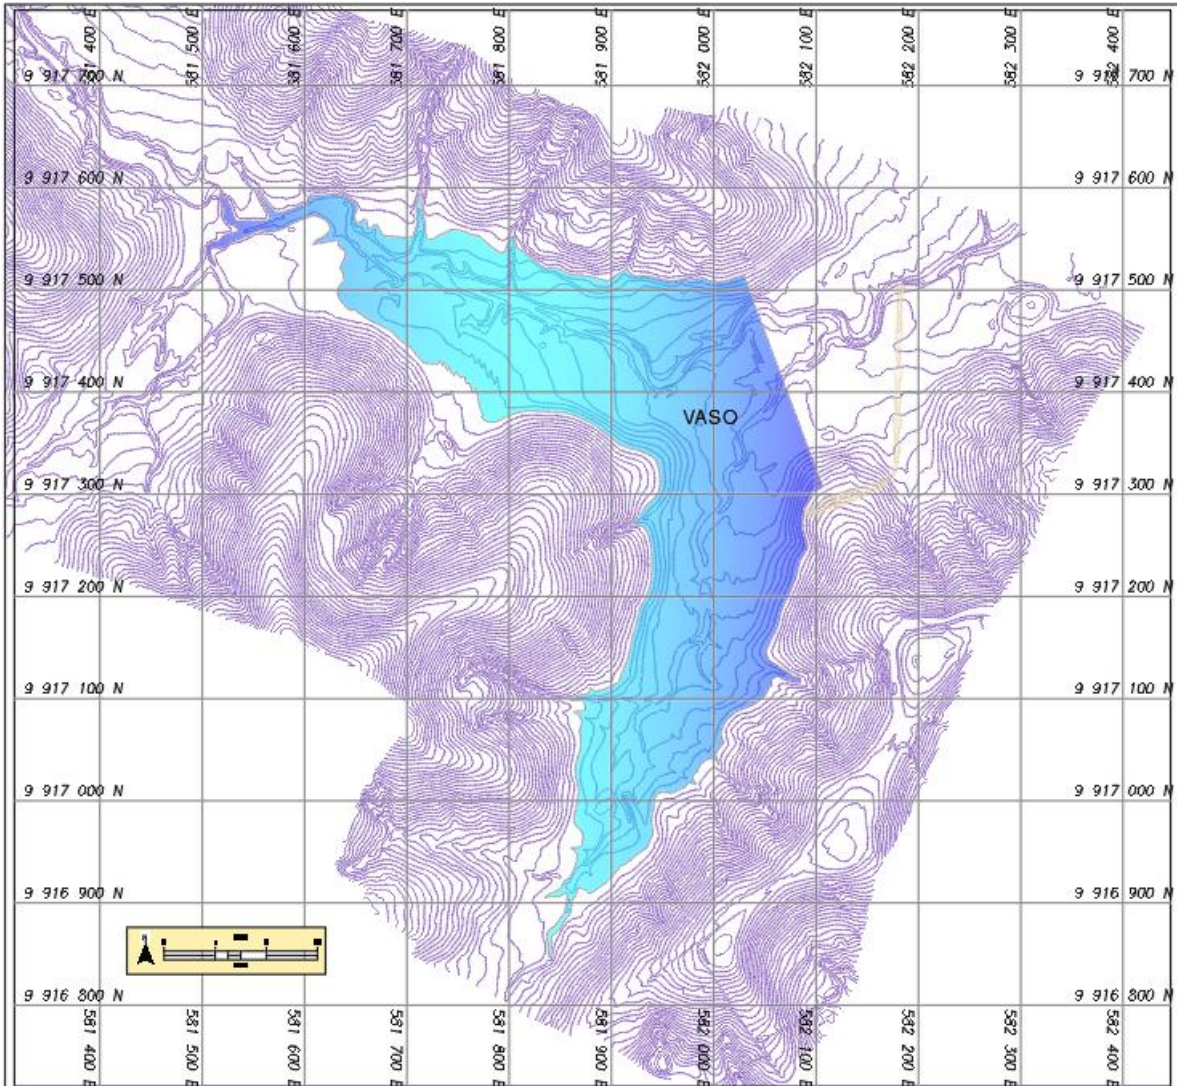 581 400 E
581 500 E
581 600 E
581 700 E
581 800 E
581 900 E
582 000 E
582 100 E
582 200 E
582 300 E
582 400 E
9 917 700 N
9 917 700 N
9 917 600 N
9 917 600 N
9 917 500 N
9 917 500 N
9 917 400 N
9 917 400 N
VASO
9 917 300 N
9 917 300 N
9 917 200 N
9 917 200 N
9 917 100 N
9 917 100 N
9 917 000 N
9 917 000 N
9 916 900 N
9 916 900 N
9 916 800 N
9 916 800 N
581 400 E
581 500 E
581 600 E
581 700 E
581 800 E
581 900 E
582 000 E
582 100 E
582 200 E
582 300 E
582 400 E